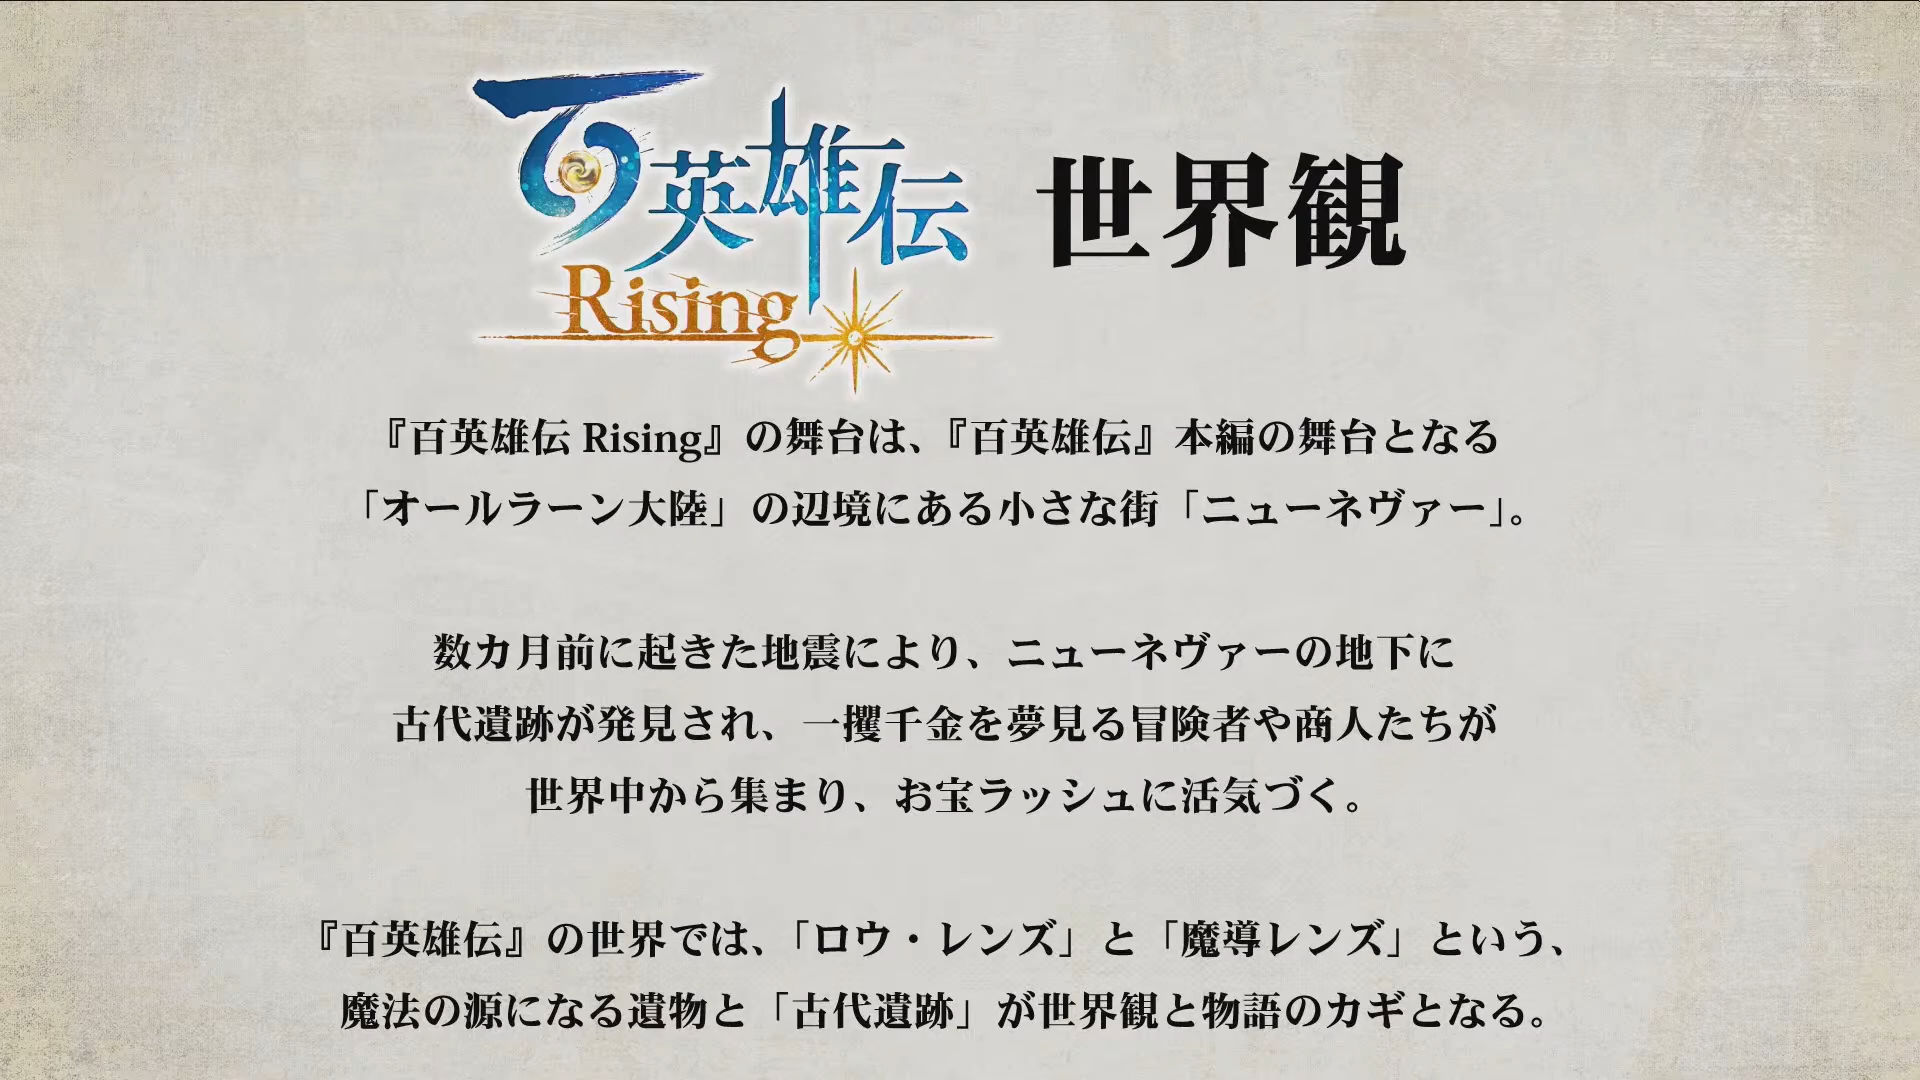 百英雄伝 世界観
Rising
『百英雄伝 Rising』の舞台は、『百英雄伝』本編の舞台となる
「オールラーン大陸」の辺境にある小さな街「ニューネヴァー」。
数カ月前に起きた地震により、ニューネヴァーの地下に
古代遺跡が発見され、一攫千金を夢見る冒険者や商人たちが
世界中から集まり、お宝ラッシュに活気づく。
『百英雄伝』の世界では、「ロウ・レンズ」と「魔導レンズ」という、
魔法の源になる遺物と「古代遺跡」が世界観と物語のカギとなる。